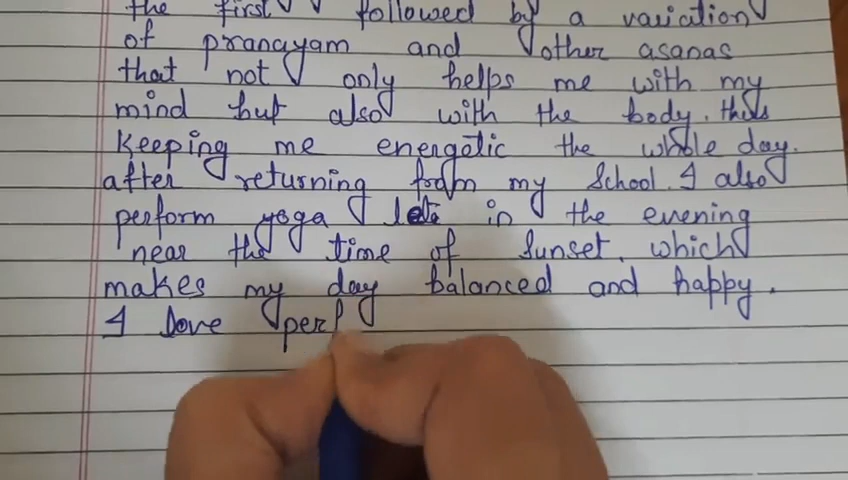 the first followed by a variation
of pranayam and other asanas
that not only helps me with my
mind but also with the body. thus
keeping me energetic the whole day.
after returning from my School. I also
perform yoga late in the evening
near the time of Sunset. which
makes my day balanced and happy.
I love perf